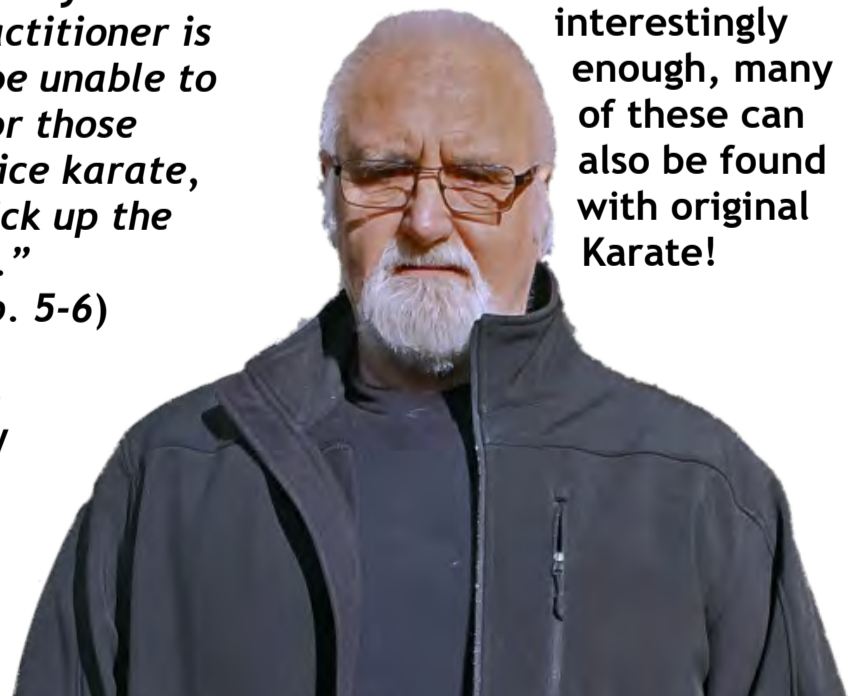 actitioner is
be unable to
or those
ice karate,
ck up the
.”
p. 5-6)
interestingly
enough, many
of these can
also be found
with original
Karate!